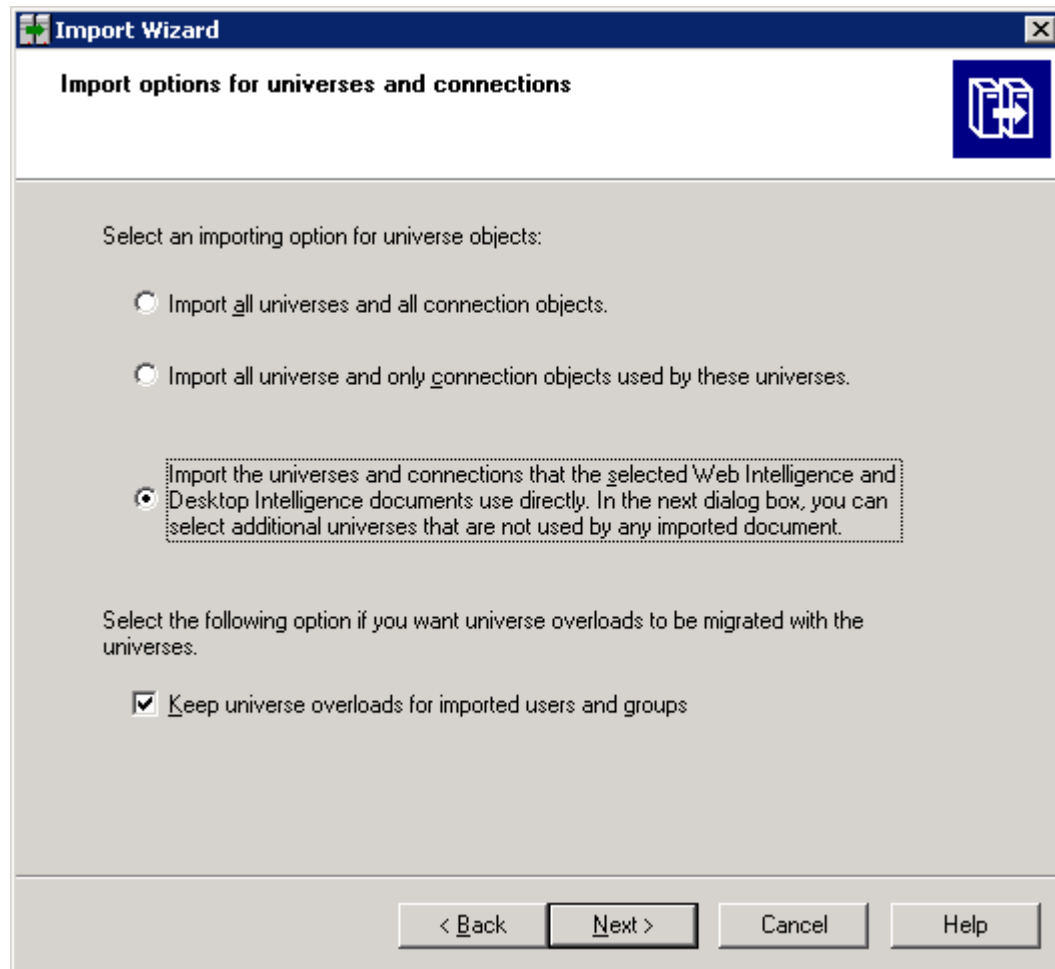 Import Wizard
Import options for universes and connections
Select an importing option for universe objects:
Import all universes and all connection objects.
Import all universe and only connection objects used by these universes.
Import the universes and connections that the selected Web Intelligence and
Desktop Intelligence documents use directly. In the next dialog box, you can
select additional universes that are not used by any imported document.
Select the following option if you want universe overloads to be migrated with the
universes.
Keep universe overloads for imported users and groups
< Back Next > Cancel Help